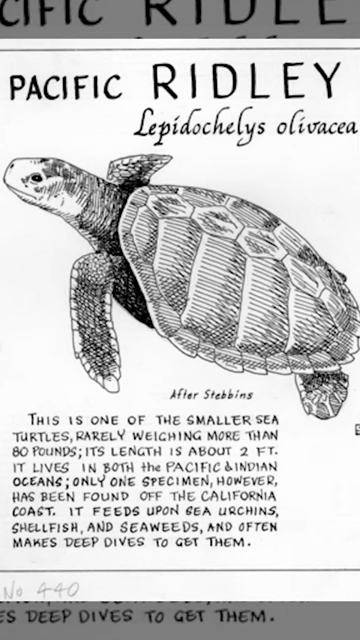 CIFIC RIDLE
PACIFIC RIDLEY
Lepidochelys olivacea
After Stebbins
THIS IS ONE OF THE SMALLER SEA
TURTLES, RARELY WEIGHING MORE THAN
80 POUNDS; ITS LENGTH IS ABOUT 2 FT.
IT LIVES IN BOTH the PACIFIC & INDIAN
OCEANS; ONLY ONE SPECIMEN, HOWEVER,
HAS BEEN FOUND OFF THE CALIFORNIA
COAST. IT FEEDS UPON SEA URCHINS,
SHELLFISH, AND SEAWEEDS, AND OFTEN
MAKES DEEP DIVES TO GET THEM.
No 440
ES DEEP DIVES TO GET THEM.